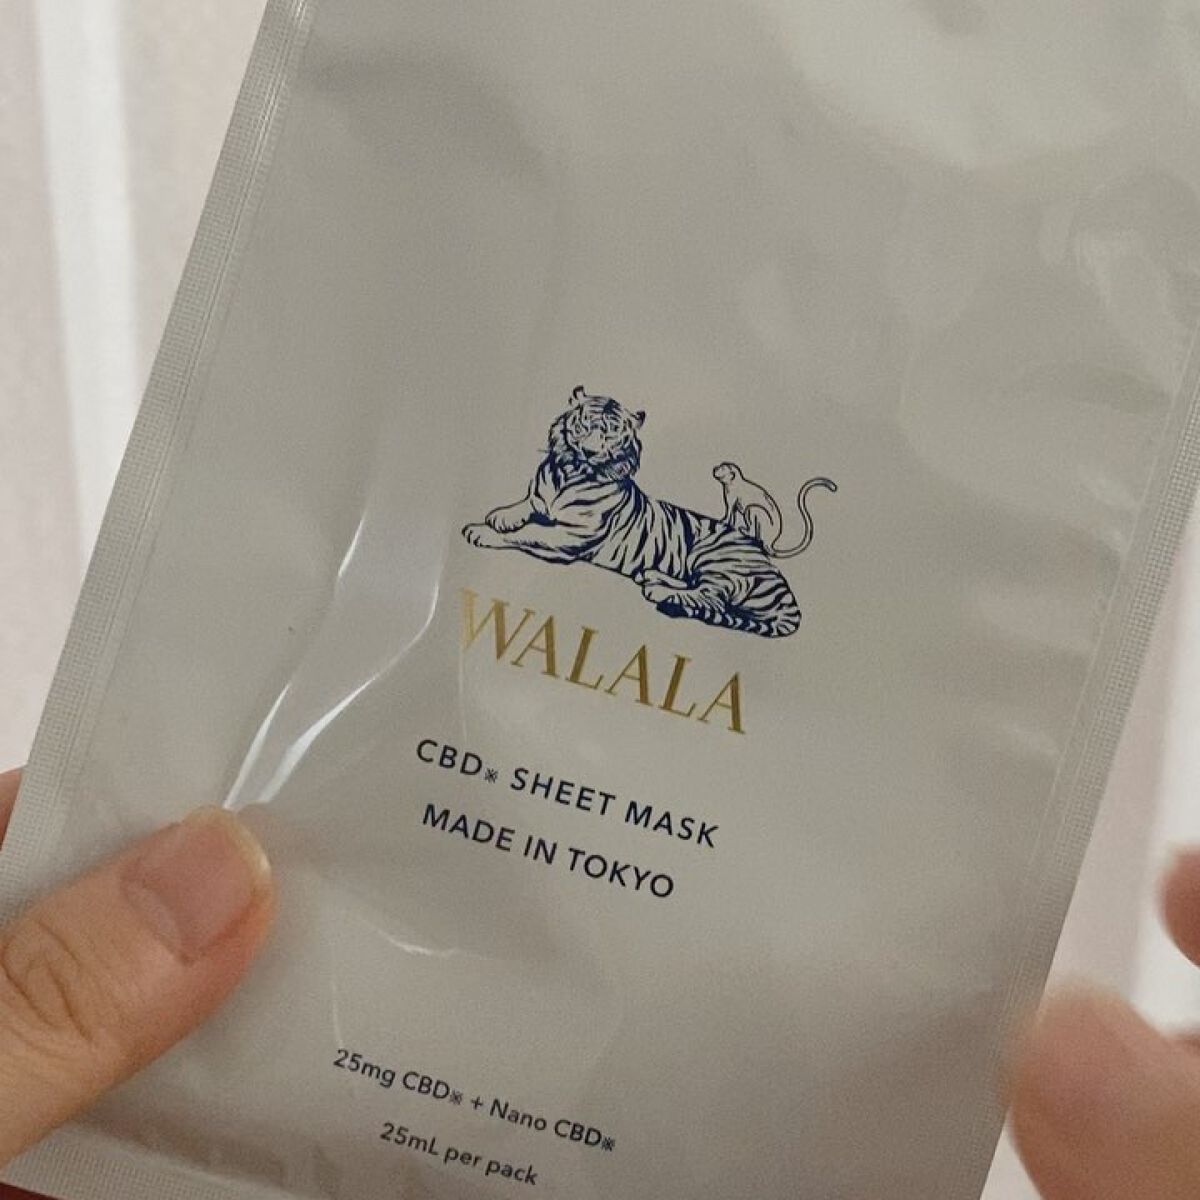 WALALA
CBD※ SHEET MASK
MADE IN TOKYO
25mg CBD※ + Nano CBD※
25mL per pack